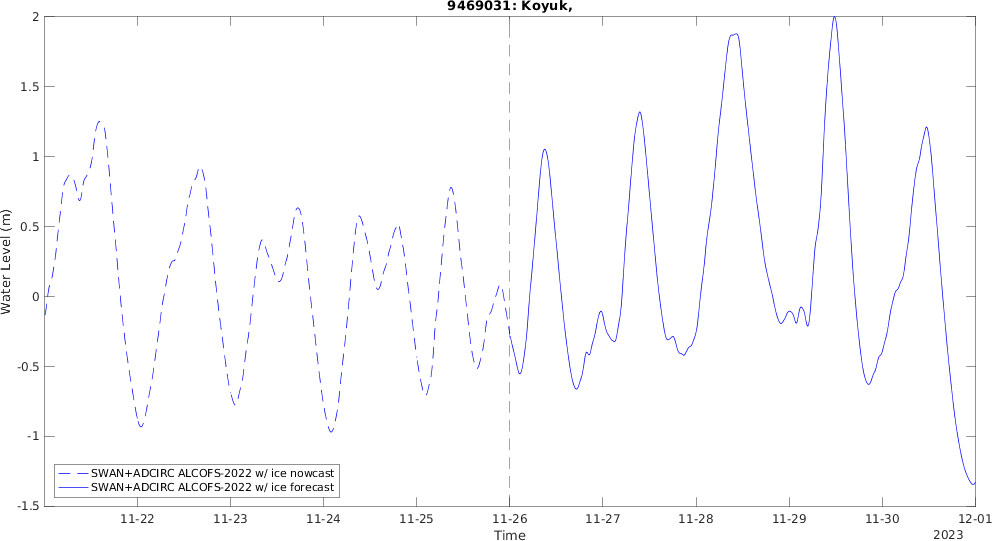 9469031: Koyuk,
Water Level (m)
2
1.5
1
0.5
0
-0.5
-1
-1.5
SWAN+ADCIRC ALCOFS-2022 w/ ice nowcast
SWAN+ADCIRC ALCOFS-2022 w/ ice forecast
11-22 11-23 11-24 11-25 11-26 11-27 11-28 11-29 11-30 12-01
Time
2023